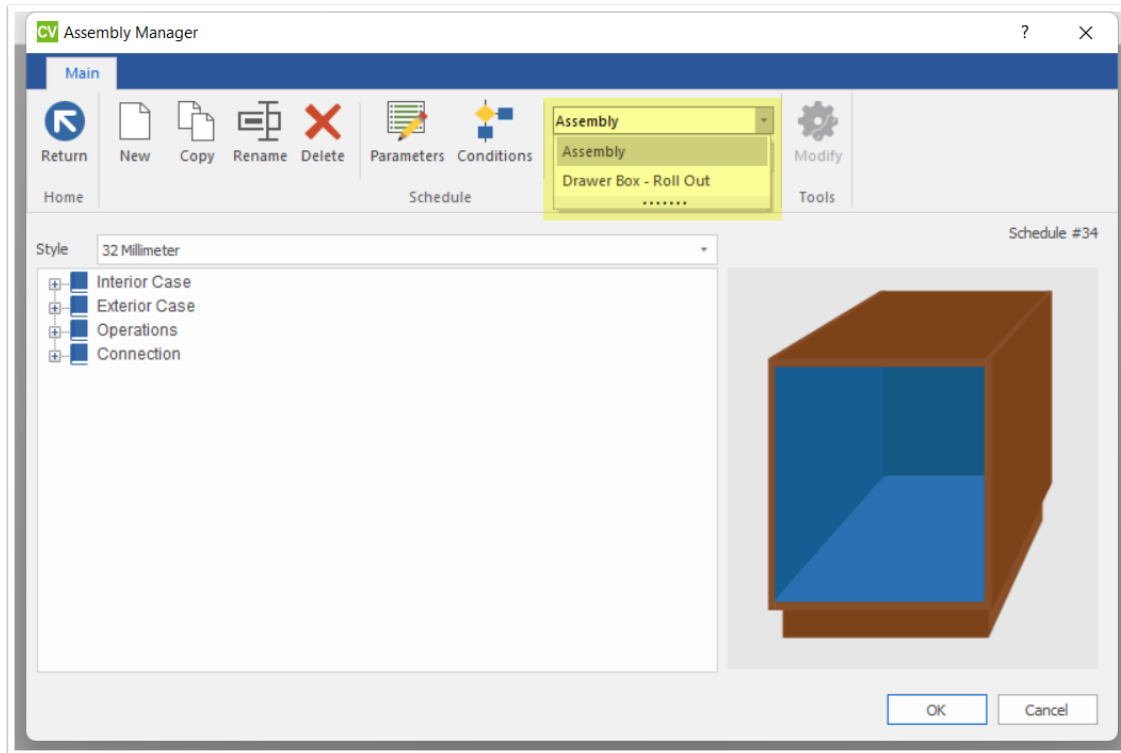 CV Assembly Manager
?
Main
Assembly
Return New Copy Rename Delete Parameters Conditions
Assembly
Modify
Drawer Box - Roll Out
Home
Schedule
Tools
Schedule #34
Style 32 Millimeter
Interior Case
Exterior Case
Operations
Connection
OK Cancel